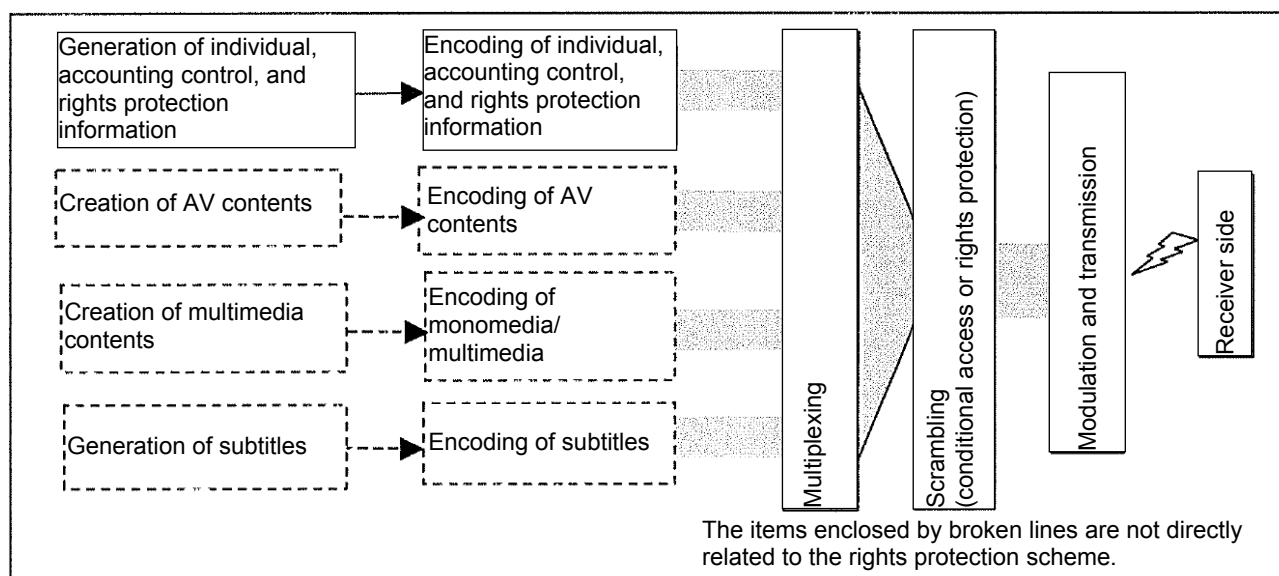 Generation of individual,
accounting control, and
rights protection
information
Encoding of individual,
accounting control,
and rights protection
information
Creation of AV contents
Encoding of AV
contents
Creation of multimedia
contents
Encoding of
monomedia/
multimedia
Generation of subtitles
Encoding of subtitles
Multiplexing
Scrambling
(conditional access or rights protection)
Modulation and transmission
Receiver side
The items enclosed by broken lines are not directly
related to the rights protection scheme.